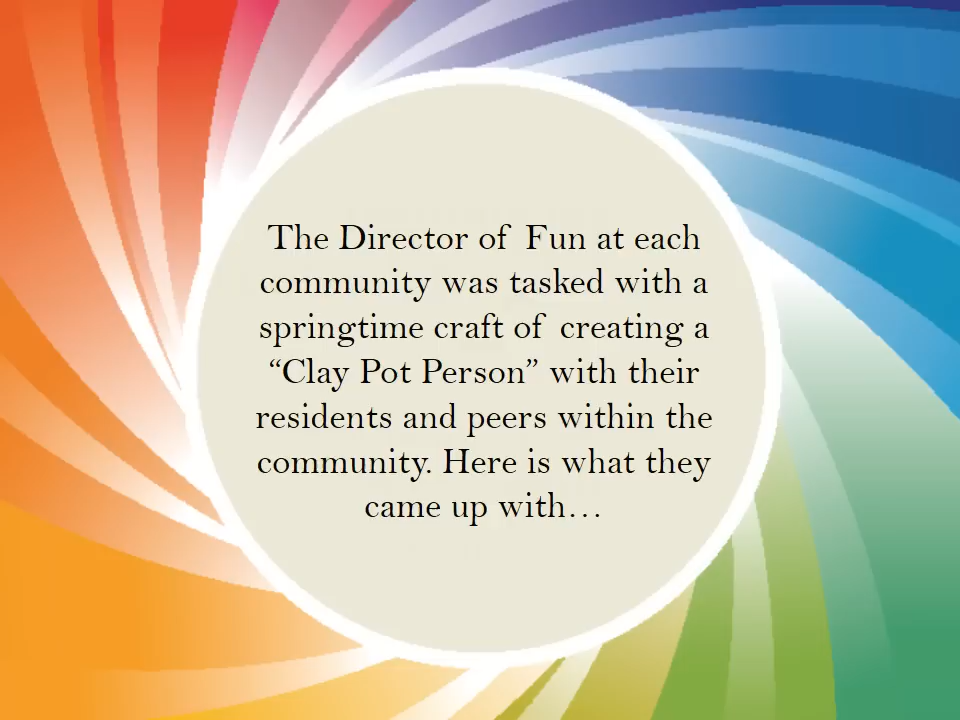 The Director of Fun at each
community was tasked with a
springtime craft of creating a
“Clay Pot Person” with their
residents and peers within the
community. Here is what they
came up with…